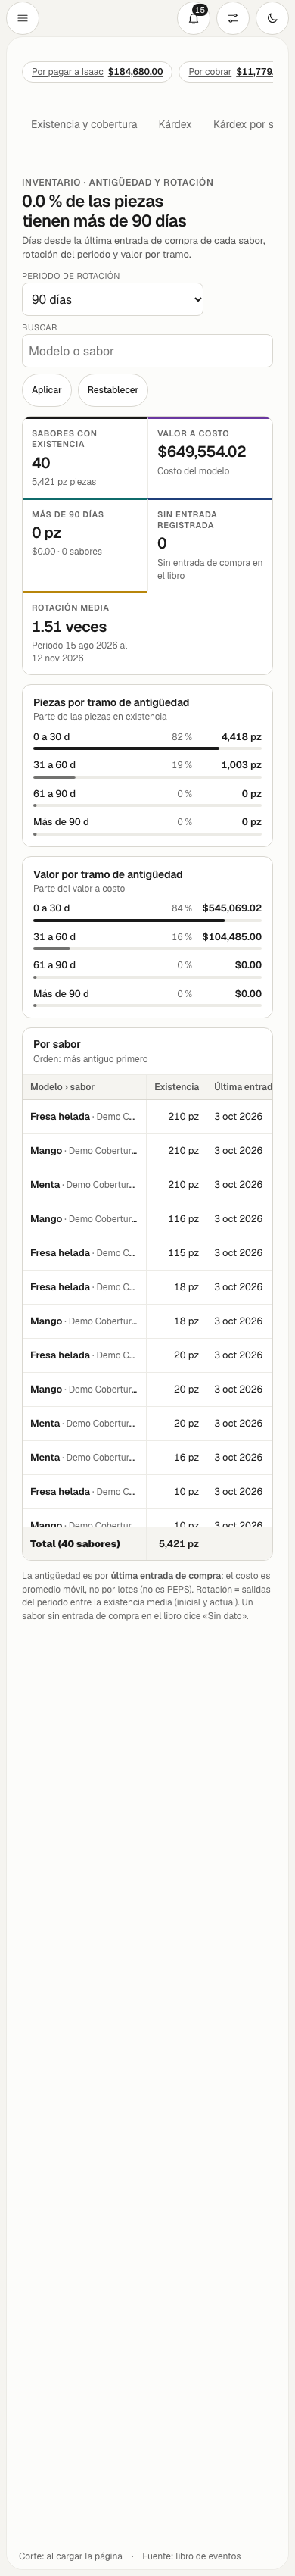 15
Por pagar a Isaac $184,680.00 Por cobrar $11,779.
Existencia y cobertura Kárdex Kárdex por s
INVENTARIO · ANTIGÜEDAD Y ROTACIÓN
0.0 % de las piezas
tienen más de 90 días
Días desde la última entrada de compra de cada sabor,
rotación del periodo y valor por tramo.
PERIODO DE ROTACIÓN
90 días
BUSCAR
Modelo o sabor
Aplicar Restablecer
SABORES CON
EXISTENCIA
40
5,421 pz piezas
VALOR A COSTO
$649,554.02
Costo del modelo
MÁS DE 90 DÍAS
0 pz
$0.00 · 0 sabores
SIN ENTRADA
REGISTRADA
0
Sin entrada de compra en
el libro
ROTACIÓN MEDIA
1.51 veces
Periodo 15 ago 2026 al
12 nov 2026
Piezas por tramo de antigüedad
Parte de las piezas en existencia
0 a 30 d 82 % 4,418 pz
31 a 60 d 19 % 1,003 pz
61 a 90 d 0 % 0 pz
Más de 90 d 0 % 0 pz
Valor por tramo de antigüedad
Parte del valor a costo
0 a 30 d 84 % $545,069.02
31 a 60 d 16 % $104,485.00
61 a 90 d 0 % $0.00
Más de 90 d 0 % $0.00
Por sabor
Orden: más antiguo primero
Modelo › sabor Existencia Última entrad
Fresa helada · Demo C... 210 pz 3 oct 2026
Mango · Demo Cobertur... 210 pz 3 oct 2026
Menta · Demo Cobertur... 210 pz 3 oct 2026
Mango · Demo Cobertur... 116 pz 3 oct 2026
Fresa helada · Demo C... 115 pz 3 oct 2026
Fresa helada · Demo C... 18 pz 3 oct 2026
Mango · Demo Cobertur... 18 pz 3 oct 2026
Fresa helada · Demo C... 20 pz 3 oct 2026
Mango · Demo Cobertur... 20 pz 3 oct 2026
Menta · Demo Cobertur... 20 pz 3 oct 2026
Menta · Demo Cobertur... 16 pz 3 oct 2026
Fresa helada · Demo C... 10 pz 3 oct 2026
Mango · Demo Cobertur 10 pz 3 oct 2026
Total (40 sabores) 5,421 pz
La antigüedad es por última entrada de compra: el costo es
promedio móvil, no por lotes (no es PEPS). Rotación = salidas
del periodo entre la existencia media (inicial y actual). Un
sabor sin entrada de compra en el libro dice «Sin dato».
Corte: al cargar la página · Fuente: libro de eventos